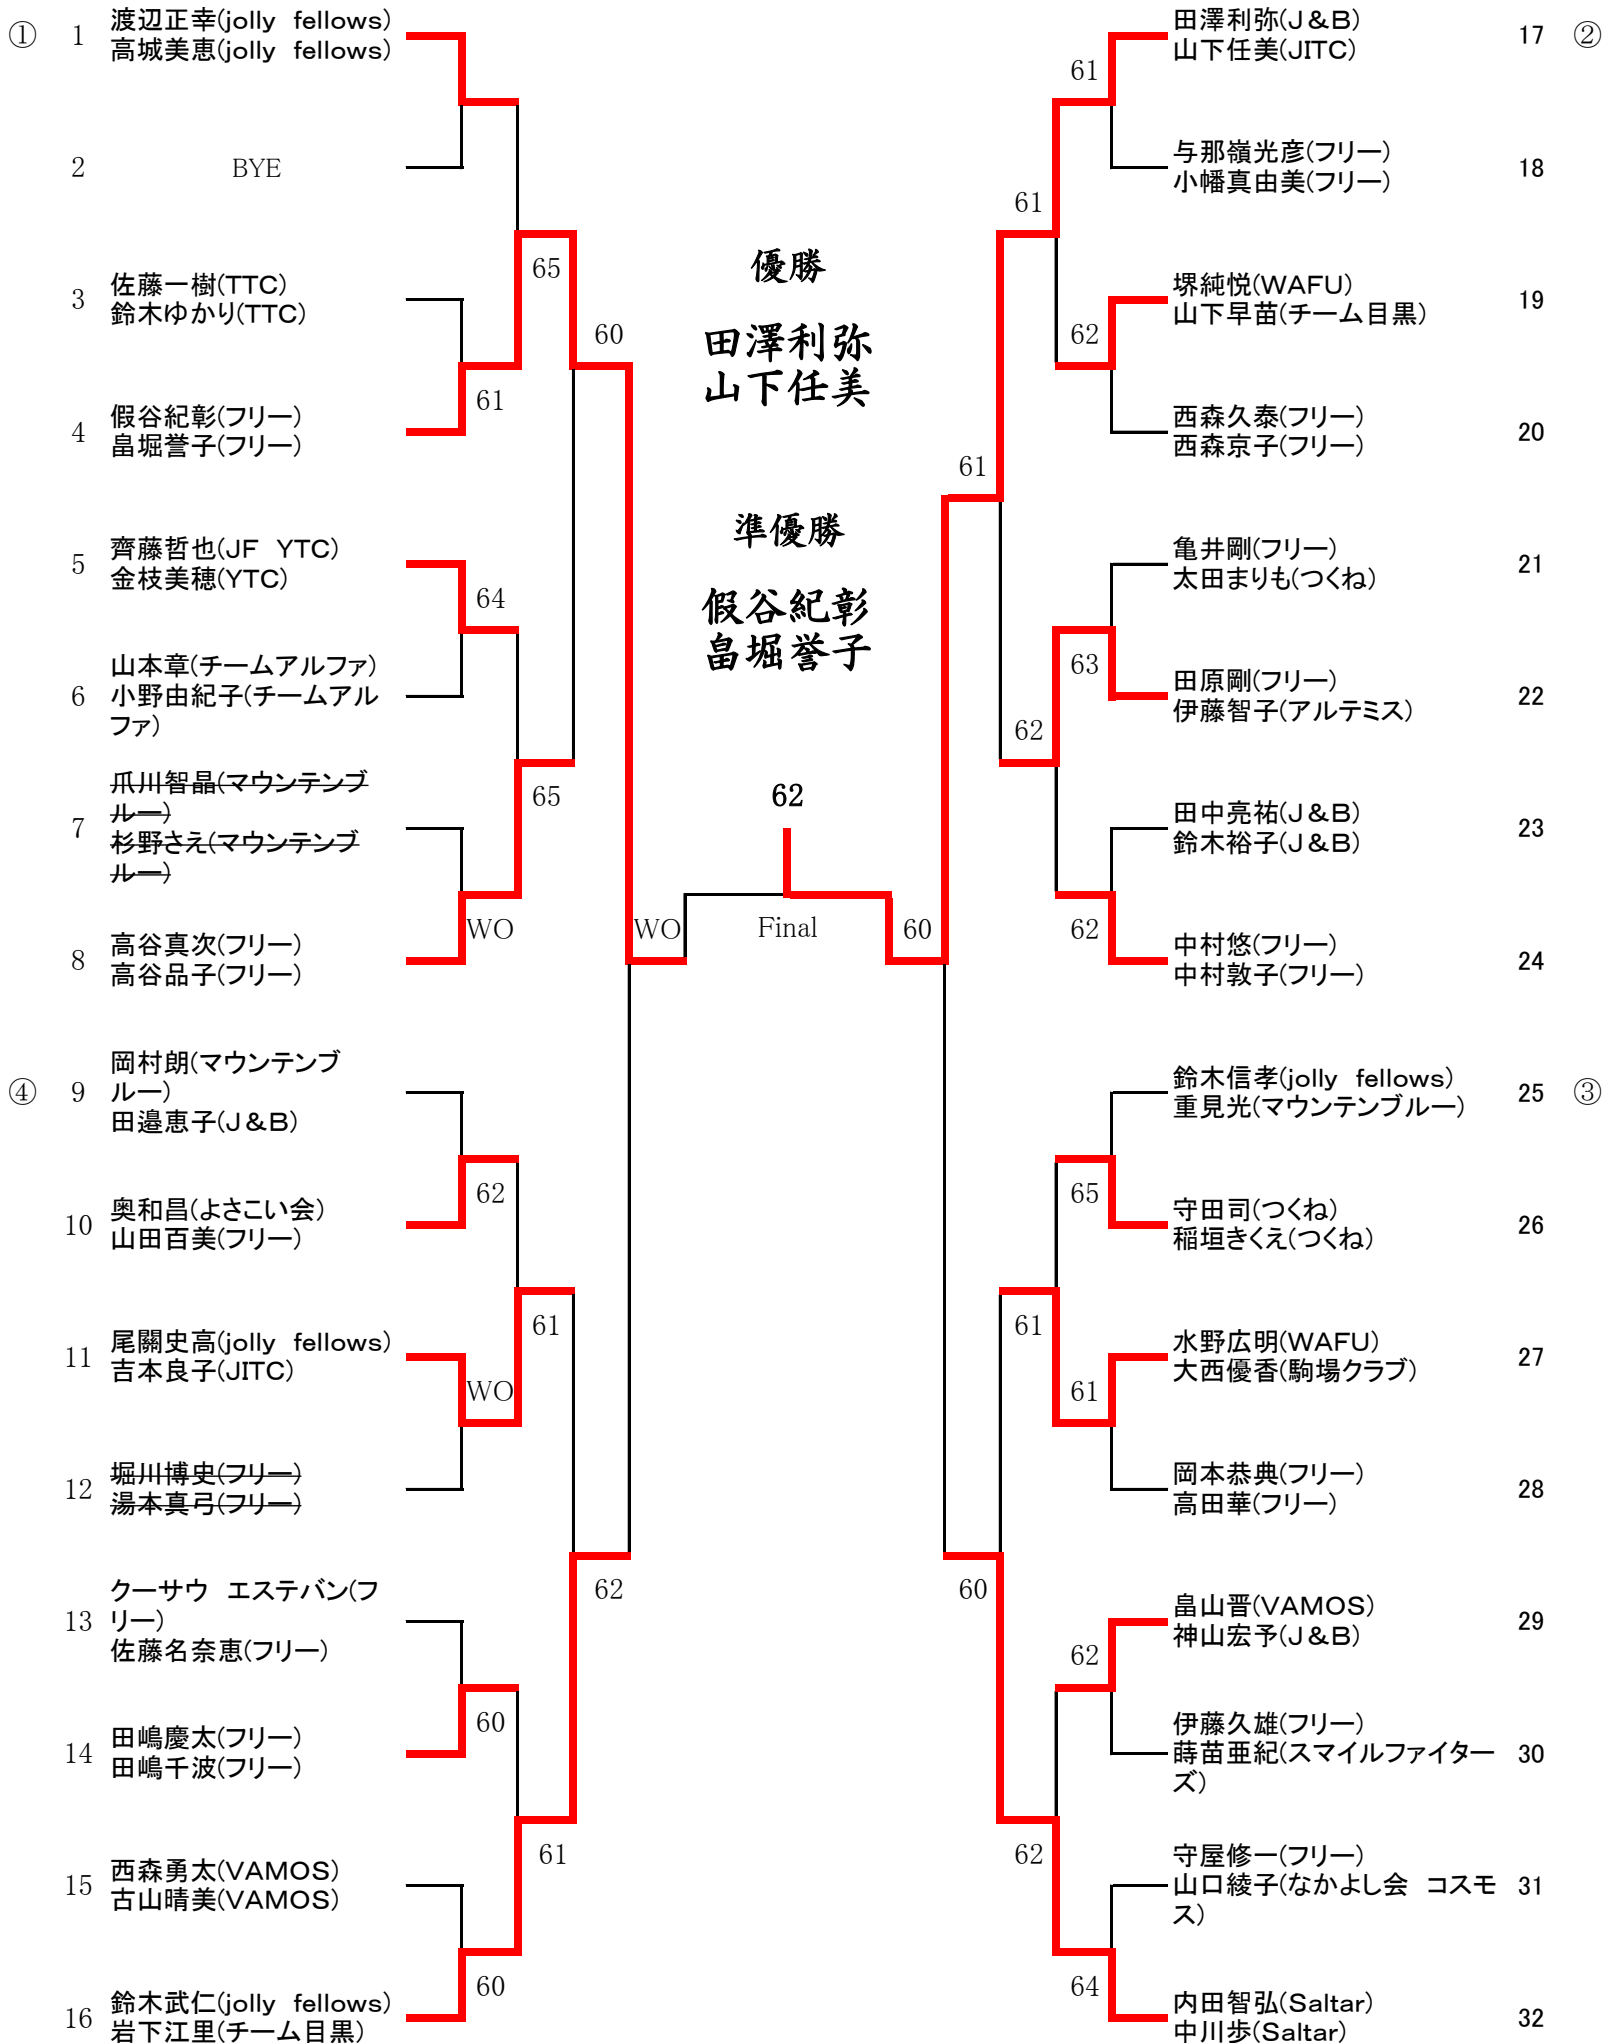 ① 1 渡辺正幸(jolly fellows)
高城美恵(jolly fellows)
2 BYE
3 佐藤一樹(TTC)
鈴木ゆかり(TTC)
65
61
4 假谷紀彰(フリー)
畠堀誉子(フリー)
60
5 齊藤哲也(JF YTC)
金枝美穂(YTC)
64
6 山本章(チームアルファ)
小野由紀子(チームアル
ファ)
65
7 爪川智晶(マウンテンブ
ルー)
杉野さえ(マウンテンブ
ルー)
WO
8 高谷真次(フリー)
高谷品子(フリー)
WO
④ 9 岡村朗(マウンテンブ
ルー)
田邉恵子(J&B)
62
10 奥和昌(よさこい会)
山田百美(フリー)
61
11 尾關史高(jolly fellows)
吉本良子(JITC)
WO
12 堀川博史(フリー)
湯本真弓(フリー)
62
13 クーサウ エステバン(フ
リー)
佐藤名奈恵(フリー)
60
14 田嶋慶太(フリー)
田嶋千波(フリー)
61
15 西森勇太(VAMOS)
古山晴美(VAMOS)
60
16 鈴木武仁(jolly fellows)
岩下江里(チーム目黒)
優勝
田澤利弥
山下任美
準優勝
假谷紀彰
畠堀誉子
62
Final
田澤利弥(J&B)
山下任美(JITC) 17 ②
61
与那嶺光彦(フリー)
小幡真由美(フリー) 18
61
堺純悦(WAFU)
山下早苗(チーム目黒) 19
62
西森久泰(フリー)
西森京子(フリー) 20
61
亀井剛(フリー)
太田まりも(つくね) 21
63
田原剛(フリー)
伊藤智子(アルテミス) 22
62
田中亮祐(J&B)
鈴木裕子(J&B) 23
62
60
中村悠(フリー)
中村敦子(フリー) 24
鈴木信孝(jolly fellows)
重見光(マウンテンブルー) 25 ③
65
守田司(つくね)
稲垣きくえ(つくね) 26
61
水野広明(WAFU)
大西優香(駒場クラブ) 27
61
岡本恭典(フリー)
高田華(フリー) 28
60
畠山晋(VAMOS)
神山宏予(J&B) 29
62
伊藤久雄(フリー)
蒔苗亜紀(スマイルファイター
ズ) 30
62
守屋修一(フリー)
山口綾子(なかよし会 コスモ
ス) 31
64
内田智弘(Saltar)
中川歩(Saltar) 32